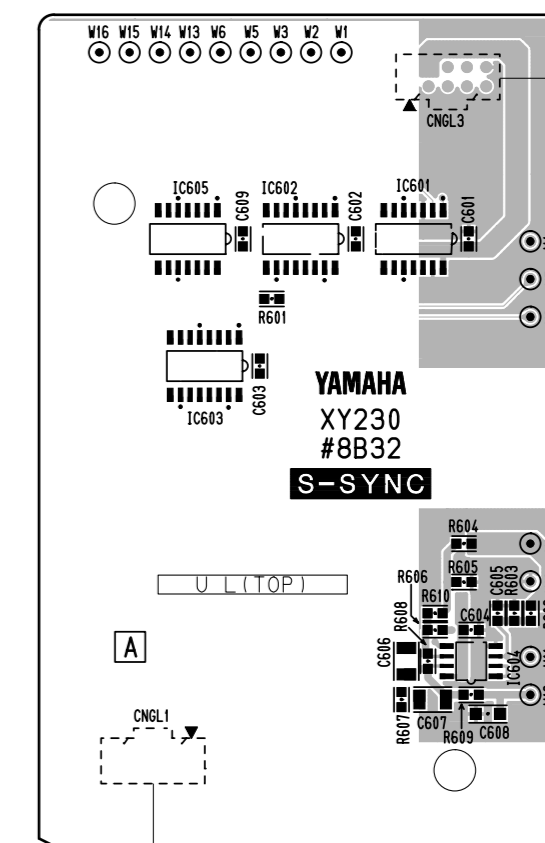 W16 W15 W14 W13 W6 W5 W3 W2 W1
CNGL3
IC605
C609
IC602
C602
IC601
C601
R601
IC603
C603
YAMAHA
XY230
#8B32
S-SYNC
R604
R605
C605
R603
R606
R610
R608
C604
C606
IC604
R607
C607
R609
C608
U L(TOP)
A
CNGL1